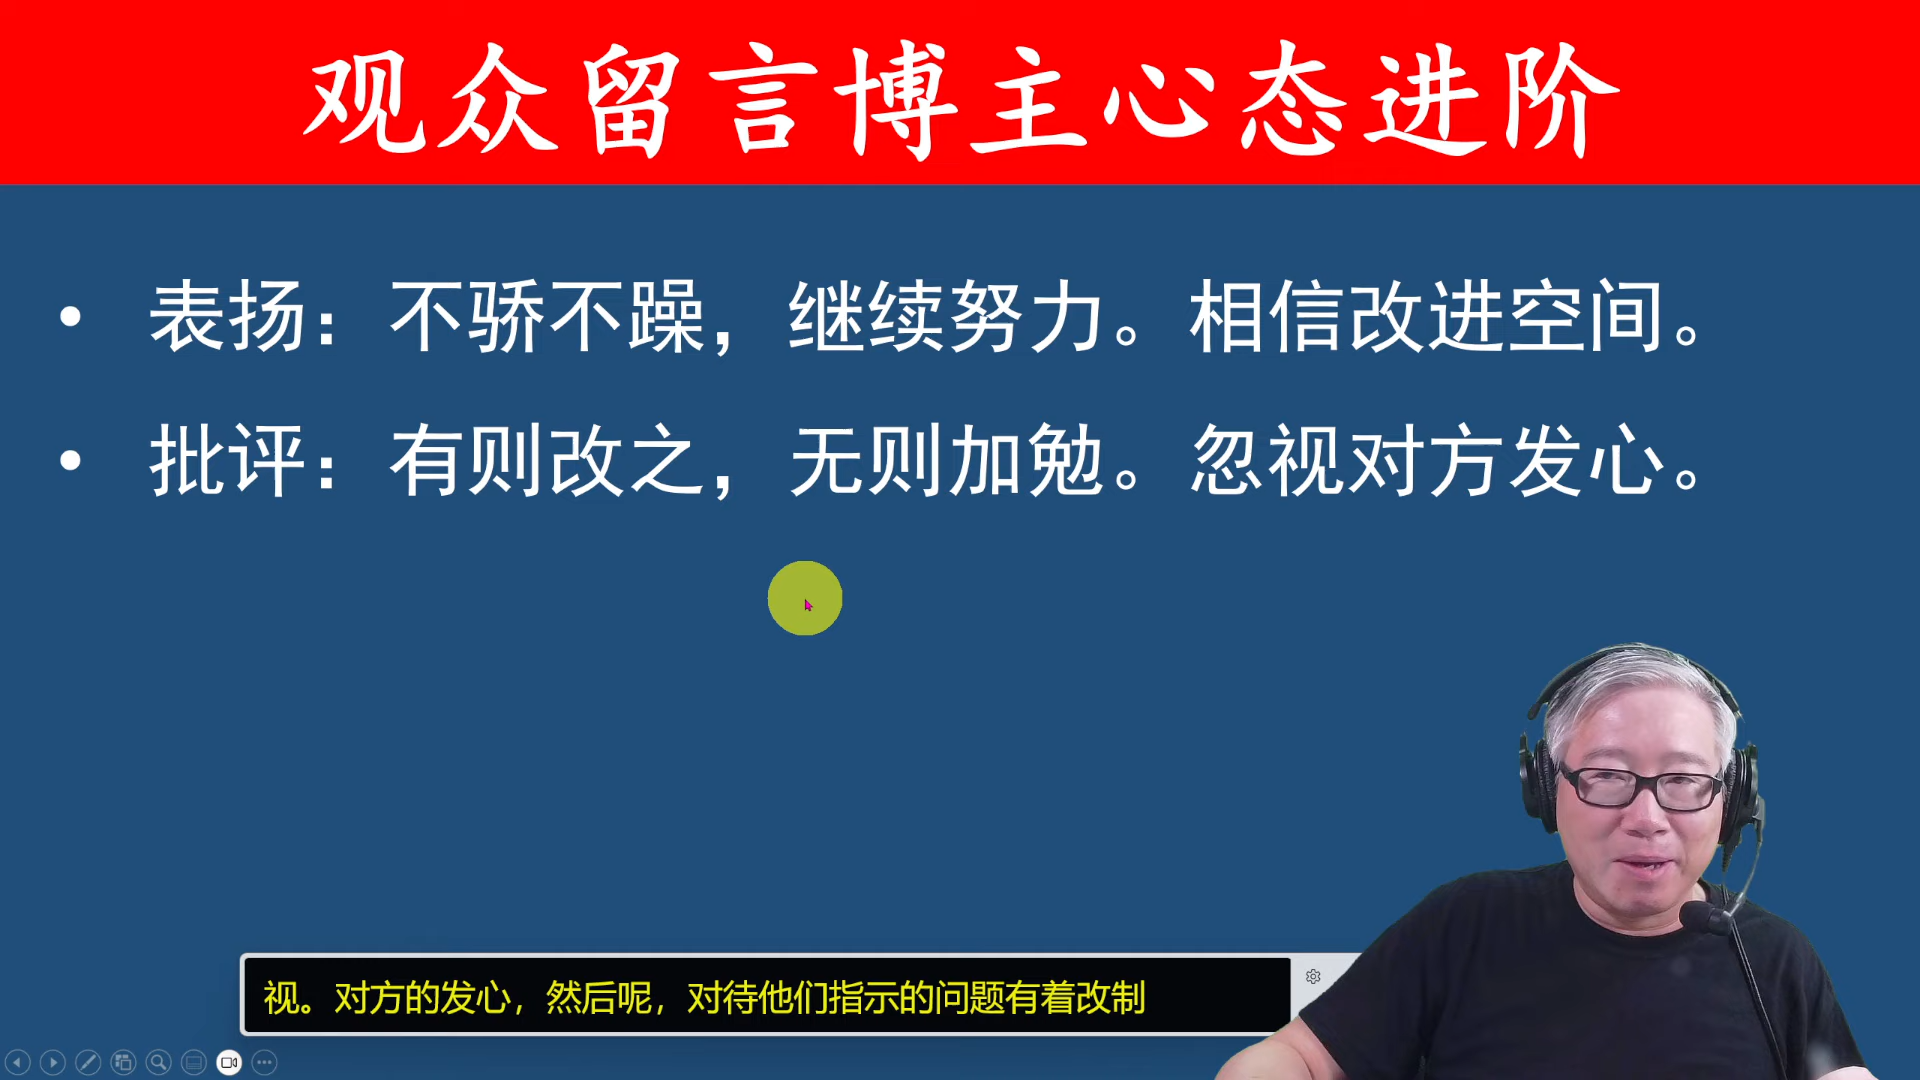 观众留言博主心态进阶
• 表扬：不骄不躁，继续努力。相信改进空间。
• 批评：有则改之，无则加勉。忽视对方发心。
视。对方的发心，然后呢，对待他们指示的问题有着改制